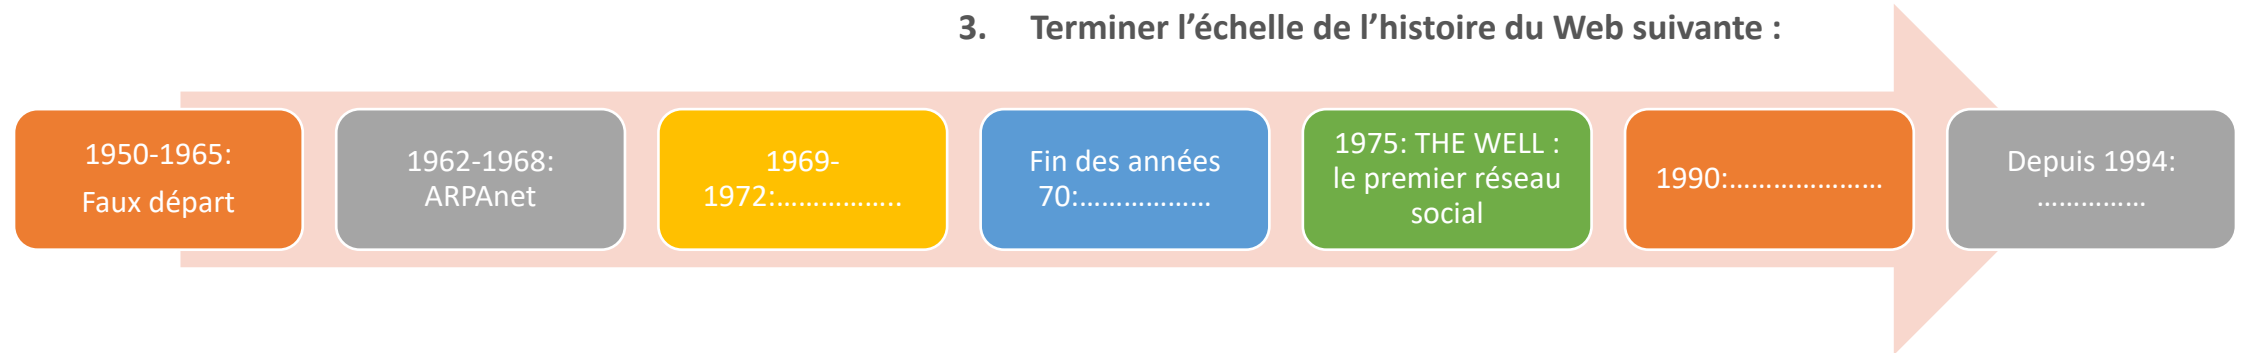 3. Terminer l’échelle de l’histoire du Web suivante :
1950-1965:
Faux départ
1962-1968:
ARPAnet
1969-
1972:……………..
Fin des années
70:………………
1975: THE WELL :
le premier réseau
social
1990:…………………
Depuis 1994:
……………